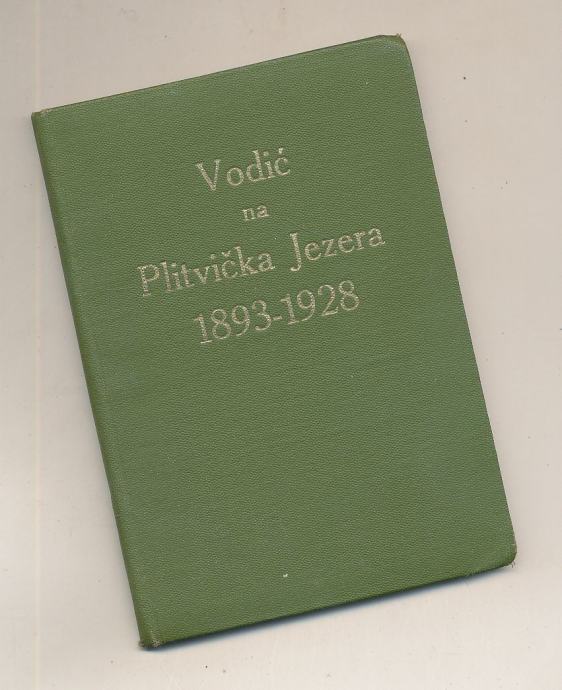 Vodić
na
Plitvička Jezera
1893-1928